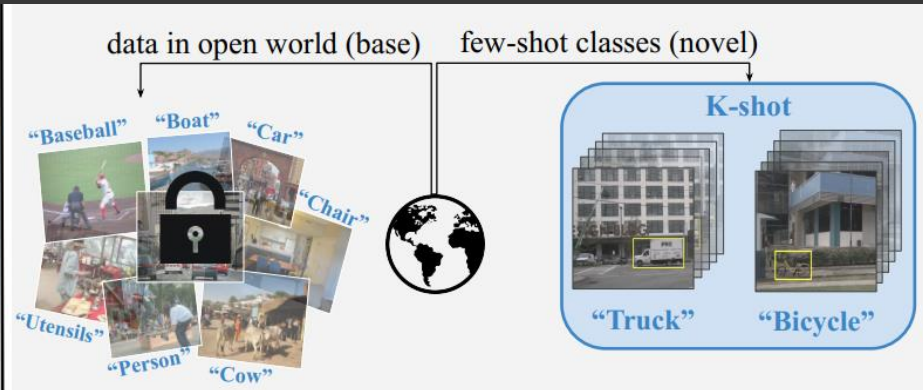 data in open world (base)
few-shot classes (novel)
K-shot
“Baseball”
“Boat”
“Car”
“Chair”
“Utensils”
“Person”
“Cow”
“Truck”
“Bicycle”